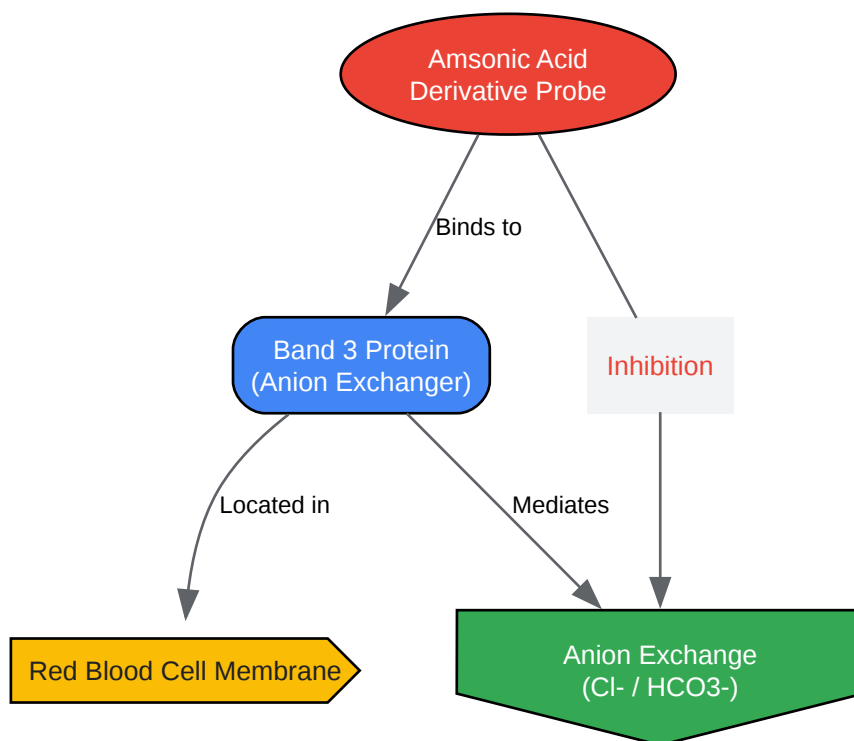 Amsonic Acid
Derivative Probe
Binds to
Band 3 Protein
(Anion Exchanger)
Inhibition
Located in
Mediates
Red Blood Cell Membrane
Anion Exchange
(Cl- / HCO3-)